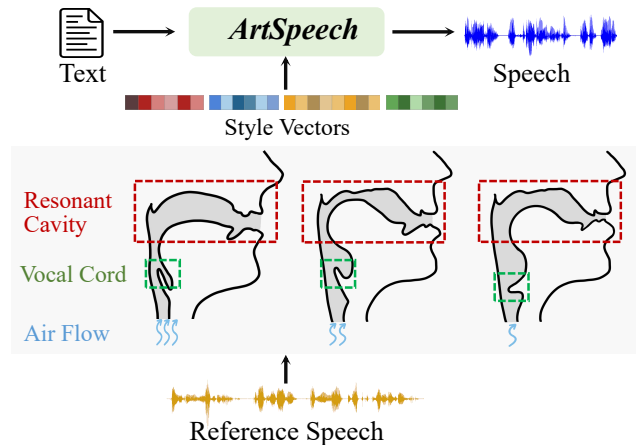 Text
ArtSpeech
Speech
Style Vectors
Resonant
Cavity
Vocal Cord
Air Flow
Reference Speech